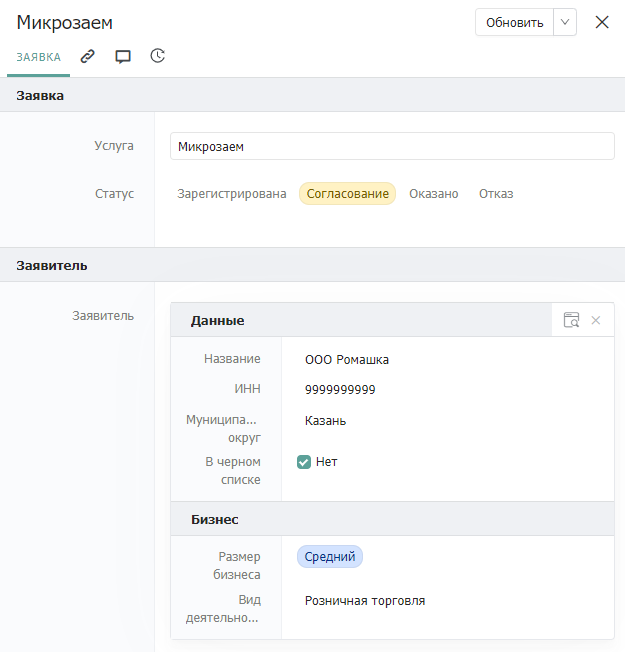 Микрозаем
Обновить
ЗАЯВКА
Заявка
Услуга
Микрозаем
Статус
Зарегистрирована Согласование Оказано Отказ
Заявитель
Заявитель
Данные
Название
ООО Ромашка
ИНН
9999999999
Муниципа...
округ
Казань
В черном
списке
Нет
Бизнес
Размер
бизнеса
Средний
Вид
деятельно...
Розничная торговля